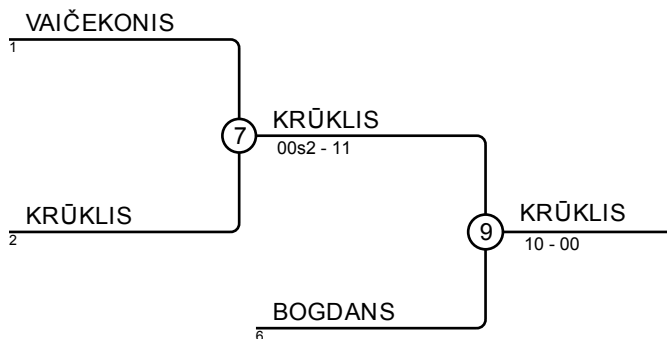 VAIČEKONIS
1
7
KRŪKLIS
00s2 - 11
KRŪKLIS
2
9
KRŪKLIS
10 - 00
BOGDANS
6